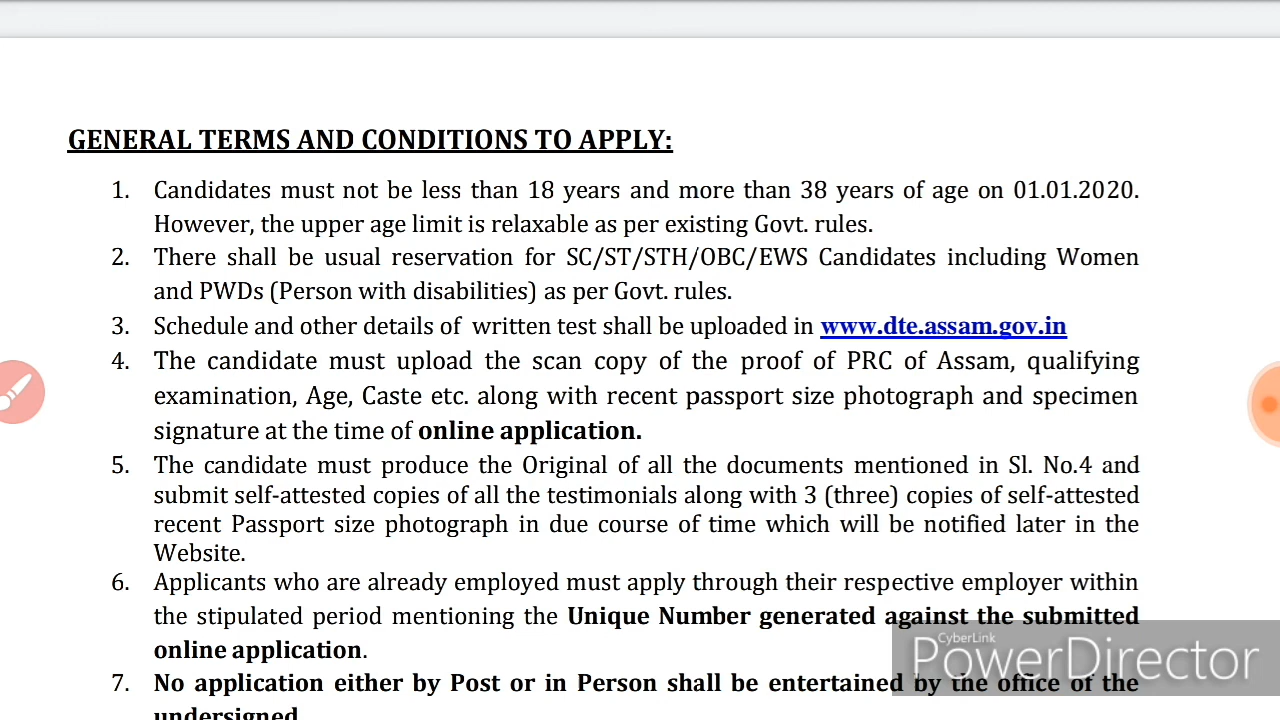 GENERAL TERMS AND CONDITIONS TO APPLY:
1. Candidates must not be less than 18 years and more than 38 years of age on 01.01.2020.
However, the upper age limit is relaxable as per existing Govt. rules.
2. There shall be usual reservation for SC/ST/STH/OBC/EWS Candidates including Women
and PWDs (Person with disabilities) as per Govt. rules.
3. Schedule and other details of written test shall be uploaded in www.dte.assam.gov.in
4. The candidate must upload the scan copy of the proof of PRC of Assam, qualifying
examination, Age, Caste etc. along with recent passport size photograph and specimen
signature at the time of online application.
5. The candidate must produce the Original of all the documents mentioned in Sl. No.4 and
submit self-attested copies of all the testimonials along with 3 (three) copies of self-attested
recent Passport size photograph in due course of time which will be notified later in the
Website.
6. Applicants who are already employed must apply through their respective employer within
the stipulated period mentioning the Unique Number generated against the submitted
online application.
7. No application either by Post or in Person shall be entertained by the office of the
undersigned
CyberLink
PowerDirector